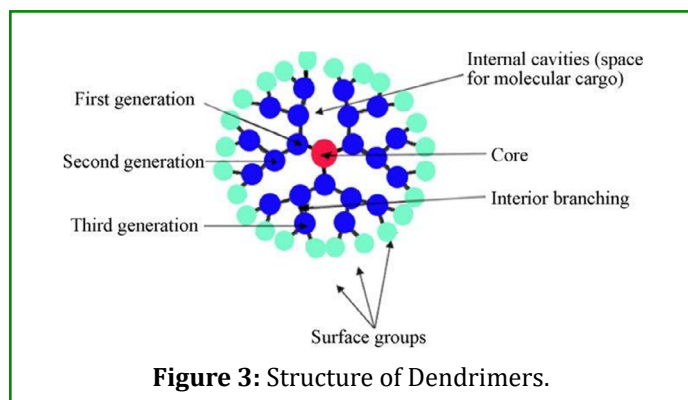 Internal cavities (space
for molecular cargo)
First generation
Second generation
Core
Interior branching
Third generation
Surface groups
Figure 3: Structure of Dendrimers.